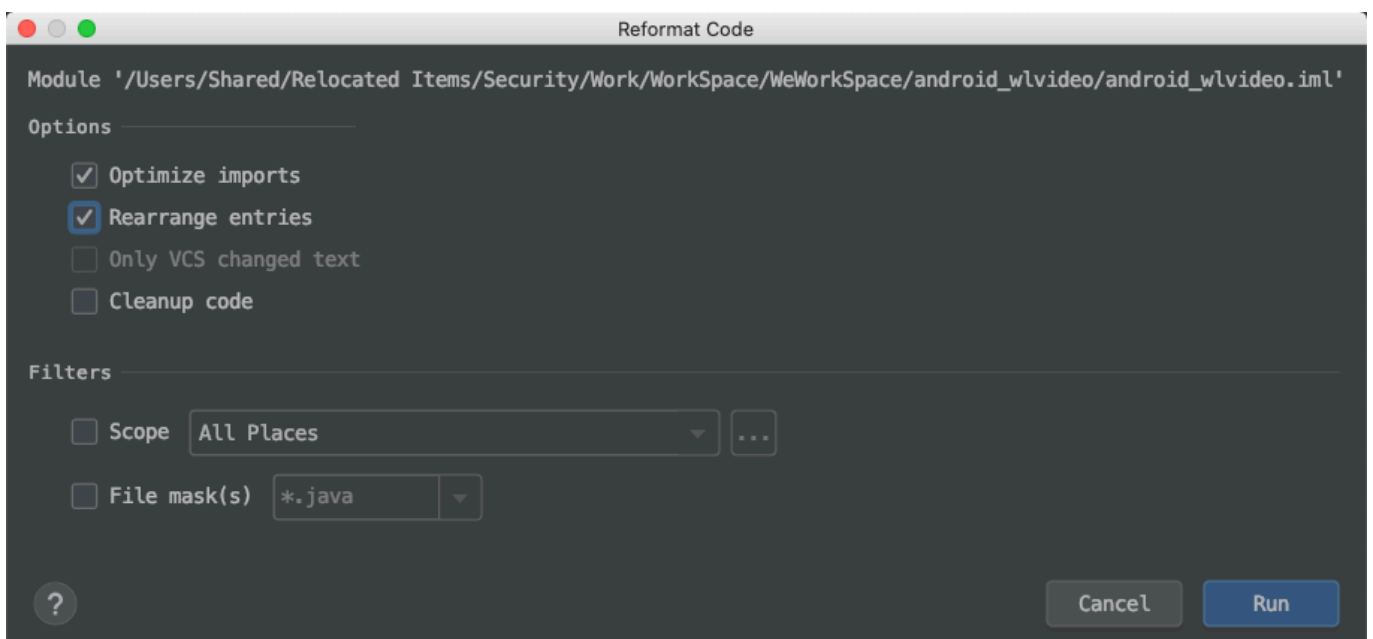 Reformat Code
Module '/Users/Shared/Relocated Items/Security/Work/WorkSpace/WeWorkSpace/android_wlvideo/android_wlvideo.iml'
Options
Optimize imports
Rearrange entries
Only VCS changed text
Cleanup code
Filters
Scope All Places ...
File mask(s) *.java
? Cancel Run